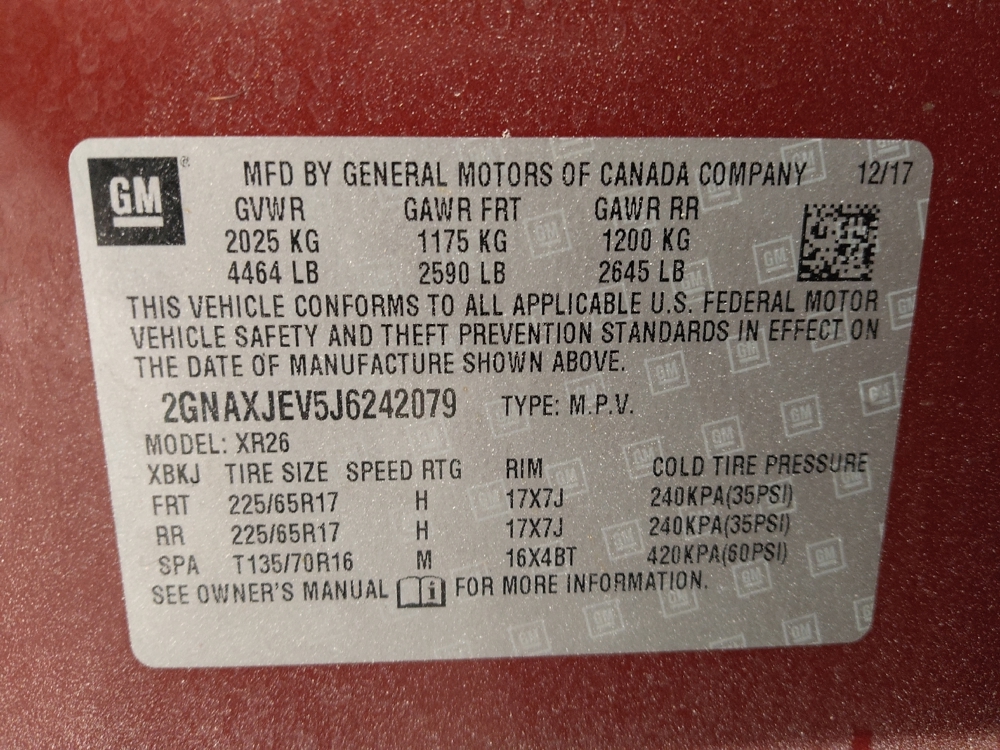 GM ®
MFD BY GENERAL MOTORS OF CANADA COMPANY 12/17
GVWR GAWR FRT GAWR RR
2025 KG 1175 KG 1200 KG
4464 LB 2590 LB 2645 LB
THIS VEHICLE CONFORMS TO ALL APPLICABLE U.S. FEDERAL MOTOR
VEHICLE SAFETY AND THEFT PREVENTION STANDARDS IN EFFECT ON
THE DATE OF MANUFACTURE SHOWN ABOVE.
2GNAXJEV5J6242079 TYPE: M.P.V.
MODEL: XR26
XBKJ TIRE SIZE SPEED RTG RIM COLD TIRE PRESSURE
FRT 225/65R17 H 17X7J 240KPA(35PSI)
RR 225/65R17 H 17X7J 240KPA(35PSI)
SPA T135/70R16 M 16X4BT 420KPA(60PSI)
SEE OWNER'S MANUAL i FOR MORE INFORMATION.